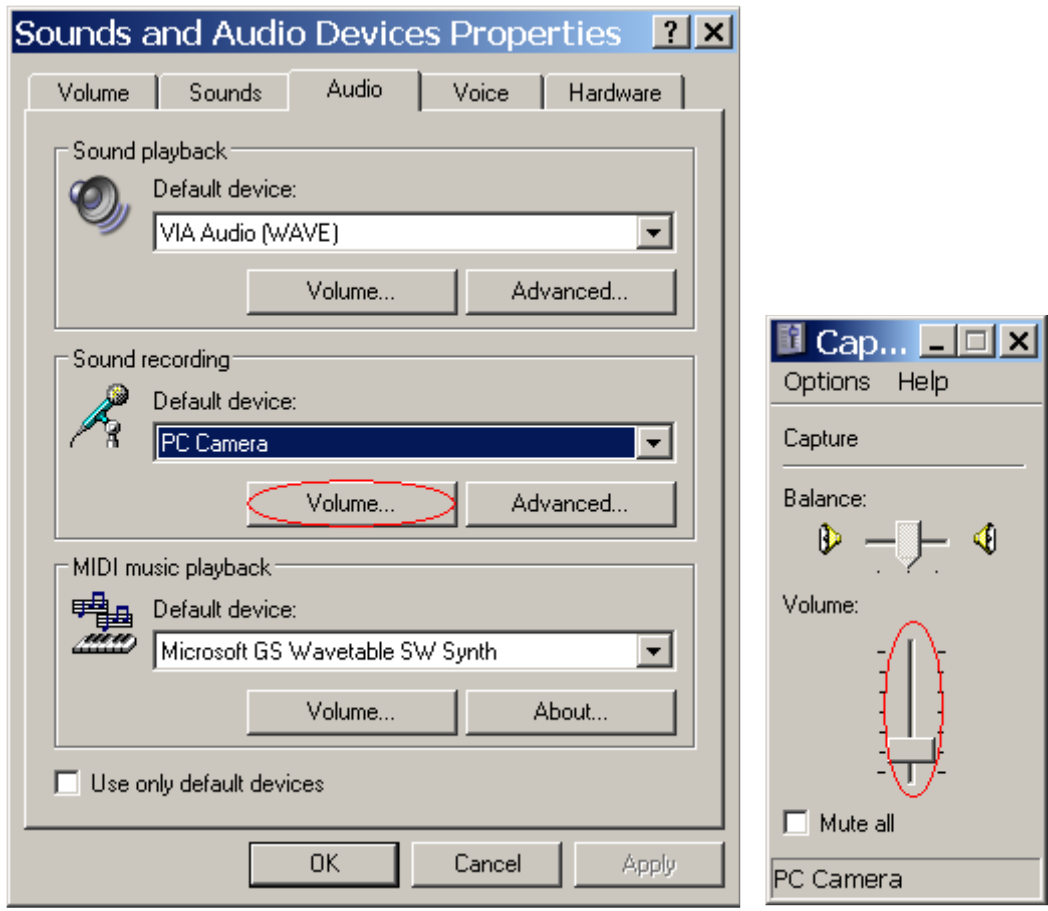 Sounds and Audio Devices Properties
Volume Sounds Audio Voice Hardware
Sound playback
Default device:
VIA Audio (WAVE)
Volume... Advanced...
Sound recording
Default device:
PC Camera
Volume... Advanced...
MIDI music playback
Default device:
Microsoft GS Wavetable SW Synth
Volume... About...
Use only default devices
OK Cancel Apply
Cap...
Options Help
Capture
Balance:
Volume:
Mute all
PC Camera